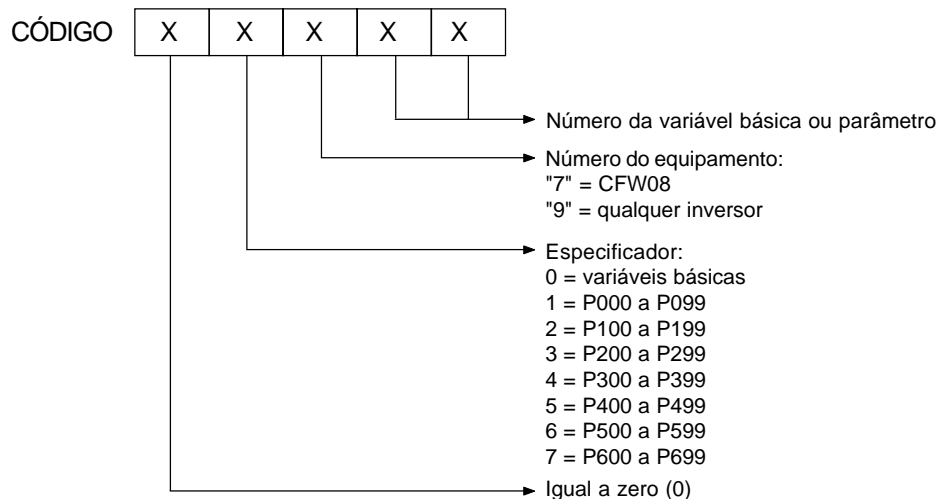 CÓDIGO X X X X X
Número da variável básica ou parâmetro
Número do equipamento:
"7" = CFW08
"9" = qualquer inversor
Especificador:
0 = variáveis básicas
1 = P000 a P099
2 = P100 a P199
3 = P200 a P299
4 = P300 a P399
5 = P400 a P499
6 = P500 a P599
7 = P600 a P699
Igual a zero (0)